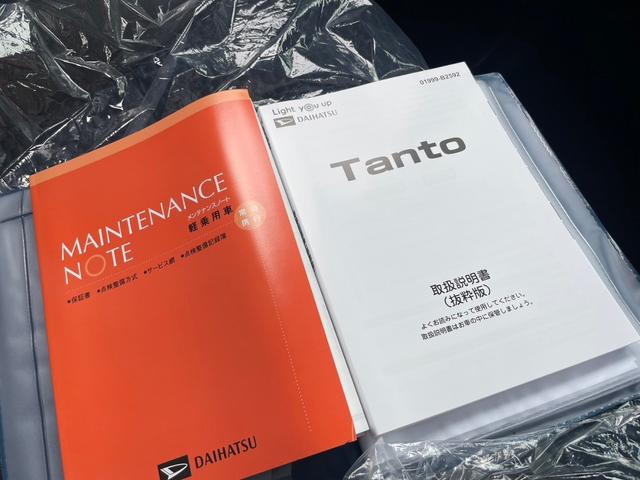 MAINTENANCE
NOTE
メンテナンスノート
軽乗用車
常時
携行
●保証書 ●点検整備方式 ●サービス網 ●点検整備記録簿
DAIHATSU
01999-B2592
Light you up
DAIHATSU
Tanto
取扱説明書
(抜粋版)
よくお読みになって使用してください。
取扱説明書はお車の中に保管しましょう。